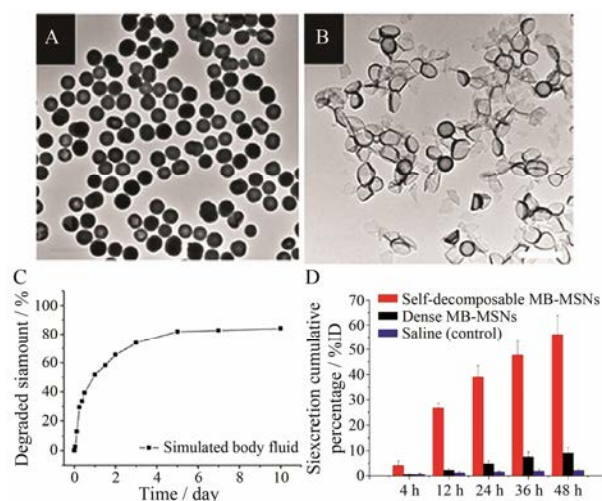 A
B
C
Degraded siamount / %
100
80
60
40
20
0
Simulated body fluid
0
2
4
6
8
10
Time / day
D
Siexcretion cumulative
percentage / %ID
70
60
50
40
30
20
10
0
Self-decomposable MB-MSNs
Dense MB-MSNs
Saline (control)
4 h
12 h
24 h
36 h
48 h